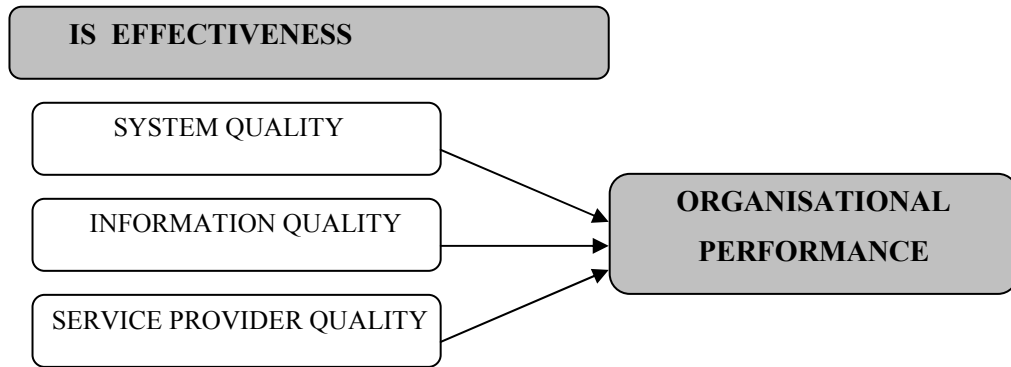 IS EFFECTIVENESS
SYSTEM QUALITY
INFORMATION QUALITY
SERVICE PROVIDER QUALITY
ORGANISATIONAL
PERFORMANCE